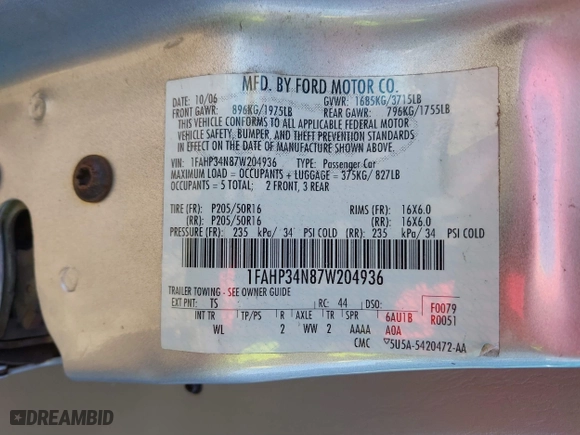 MFD. BY FORD MOTOR CO.
DATE: 10/06 GVWR: 1685KG/3715LB
FRONT GAWR: 896KG/1975LB REAR GAWR: 796KG/1755LB
THIS VEHICLE CONFORMS TO ALL APPLICABLE FEDERAL MOTOR
VEHICLE SAFETY, BUMPER, AND THEFT PREVENTION STANDARDS
IN EFFECT ON THE DATE OF MANUFACTURE SHOWN ABOVE.
VIN: 1FAHP34N87W204936 TYPE: Passenger Car
MAXIMUM LOAD = OCCUPANTS + LUGGAGE = 375KG/ 827LB
OCCUPANTS = 5 TOTAL; 2 FRONT, 3 REAR
TIRE (FR): P205/50R16 RIMS (FR): 16X6.0
(RR): P205/50R16 (RR): 16X6.0
PRESSURE (FR): 235 kPa/ 34 PSI COLD (RR): 235 kPa/ 34 PSI COLD
1FAHP34N87W204936
TRAILER TOWING - SEE OWNER GUIDE
EXT PNT: TS RC: 44 DSO: F0079
INT TR TP/PS R AXLE TR SPR 6AU1B R0051
WL 2 WW 2 AAAA A0A
CMC 5U5A-5420472-AA
DREAMBID